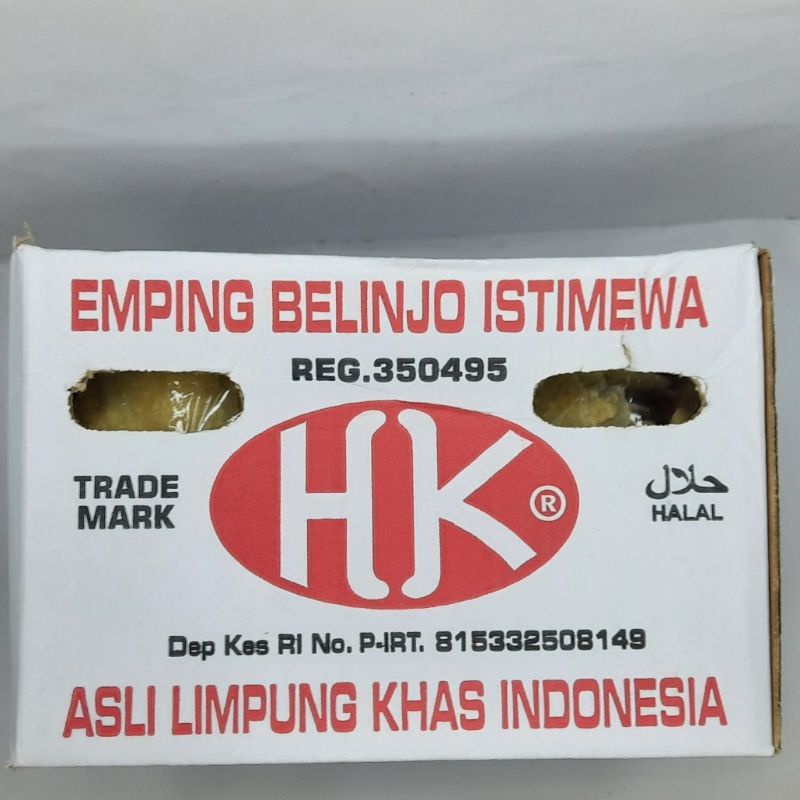 EMPING BELINJO ISTIMEWA
REG.350495
TRADE
MARK
HK®
حلال
HALAL
Dep Kes RI No. P-IRT. 815332508149
ASLI LIMPUNG KHAS INDONESIA